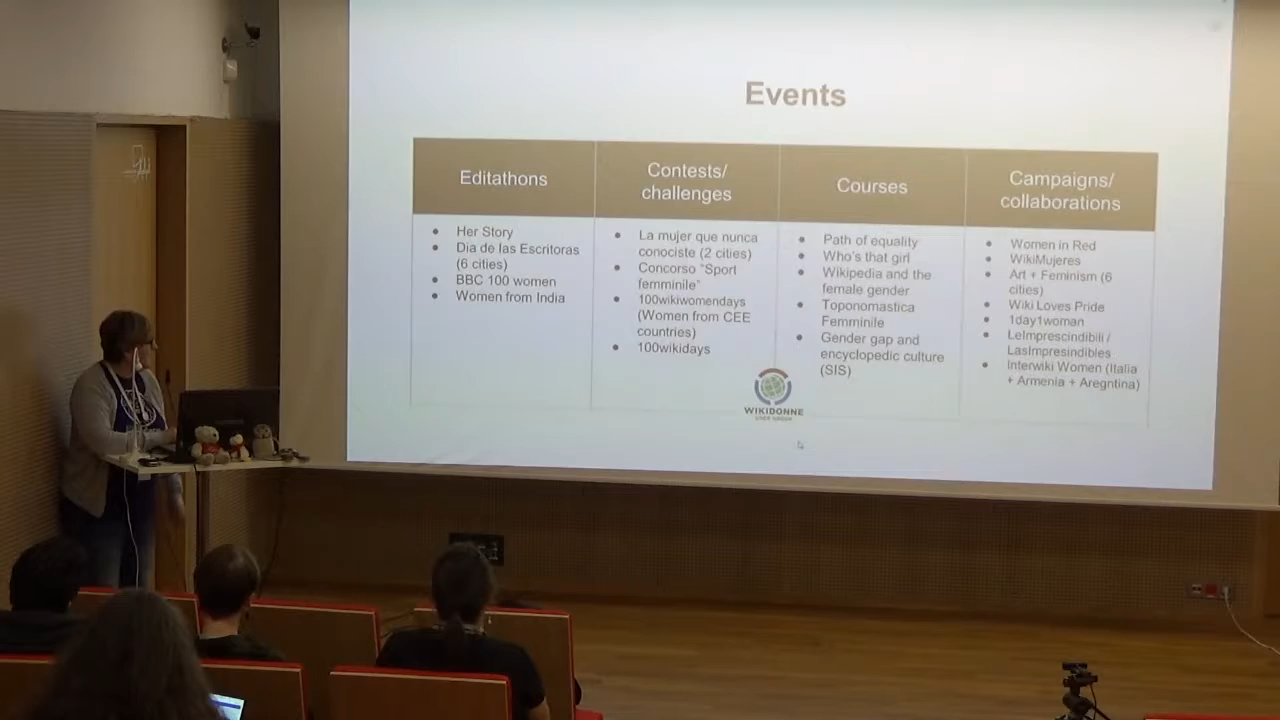 Events
Editathons
Her Story
Dia de las Escritoras
(6 cities)
BBC 100 women
Women from India
Contests/
challenges
La mujer que nunca
conociste (2 cities)
Concorso "Sport
femminile"
100wikiwomendays
(Women from CEE
countries)
100wikidays
Courses
Path of equality
Who's that girl
Wikipedia and the
female gender
Toponomastica
Femminile
Gender gap and
encyclopedic culture
(SIS)
Campaigns/
collaborations
Women in Red
WikiMujeres
Art + Feminism (6
cities)
Wiki Loves Pride
1day1woman
LeImprescindibili /
LasImpresindibles
Interwiki Women (Italia
+ Armenia + Aregntina)
WIKIDONNE
USER GROUP